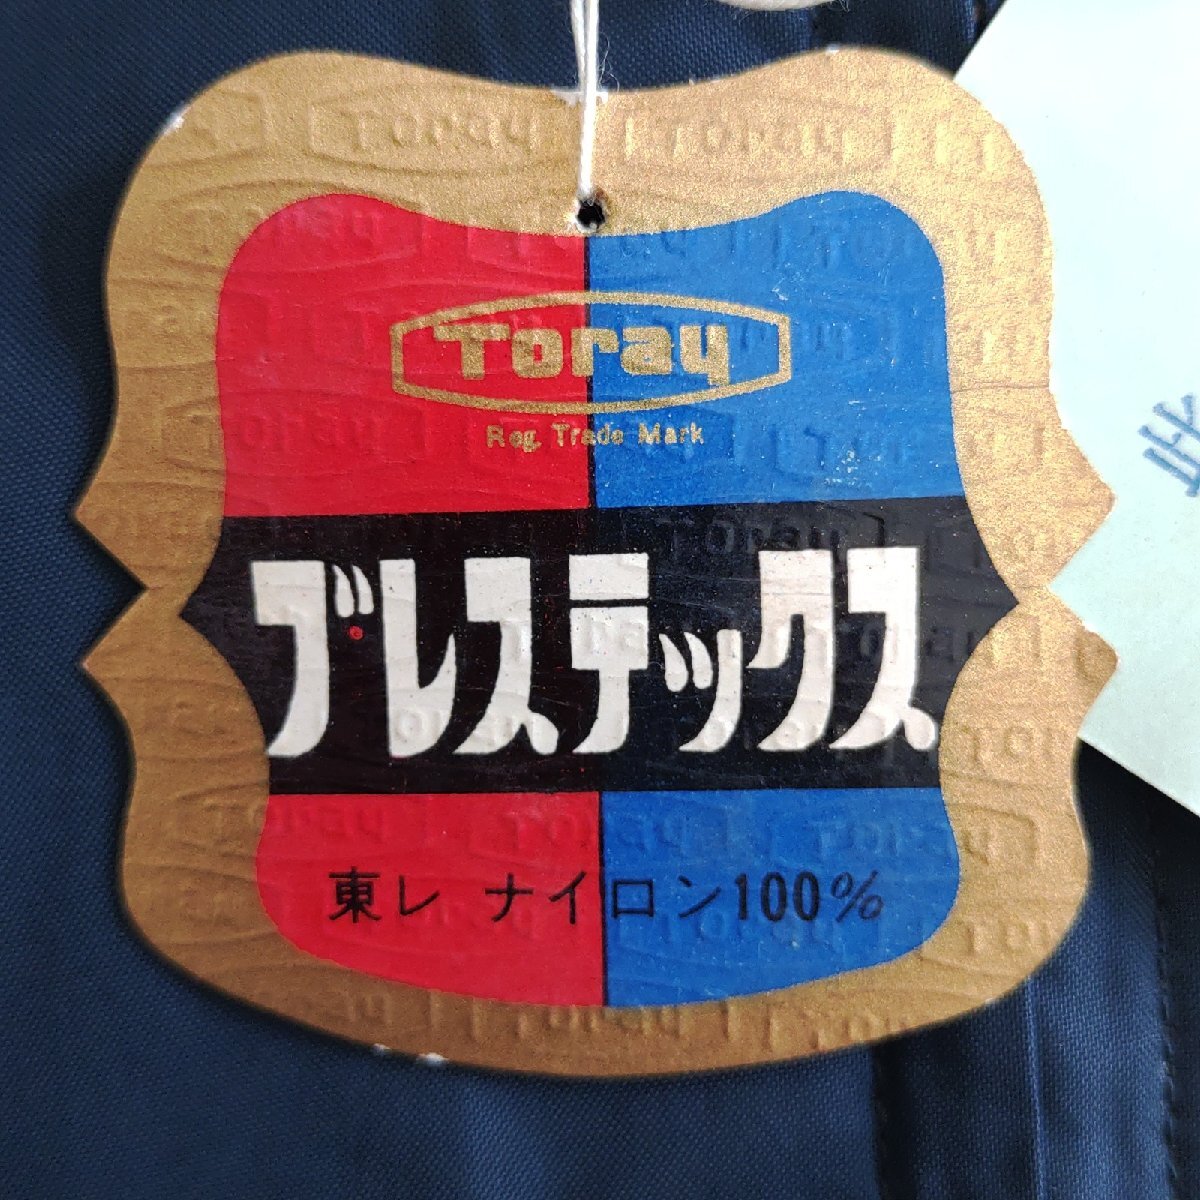 Toray
Reg. Trade Mark
ブレステックス
東レ ナイロン100%